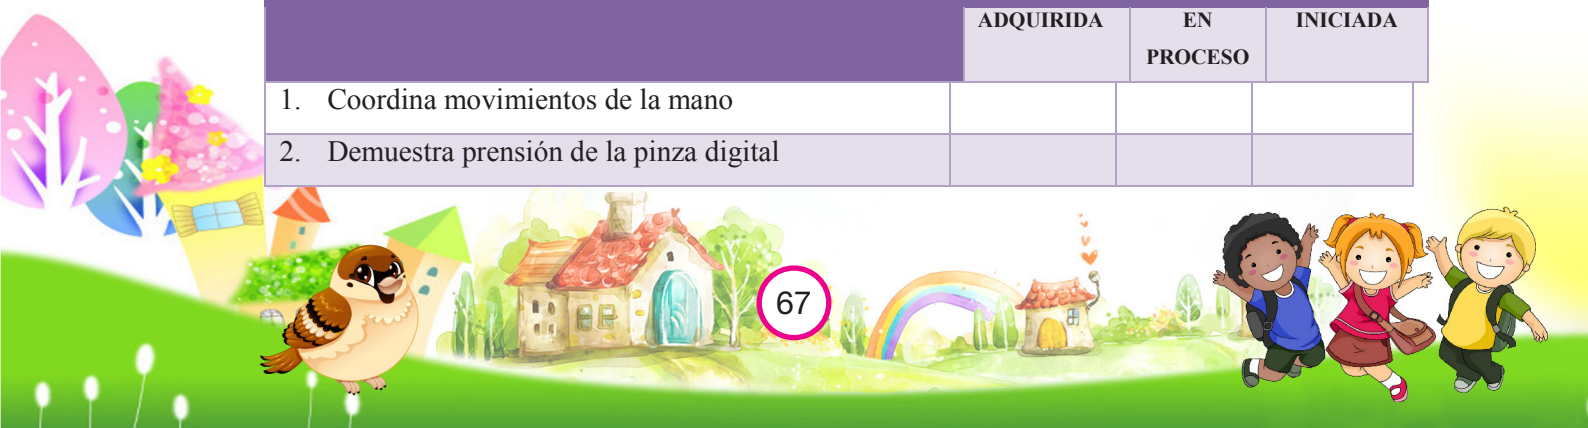 ADQUIRIDA EN PROCESO INICIADA
1. Coordina movimientos de la mano
2. Demuestra prensión de la pinza digital
67